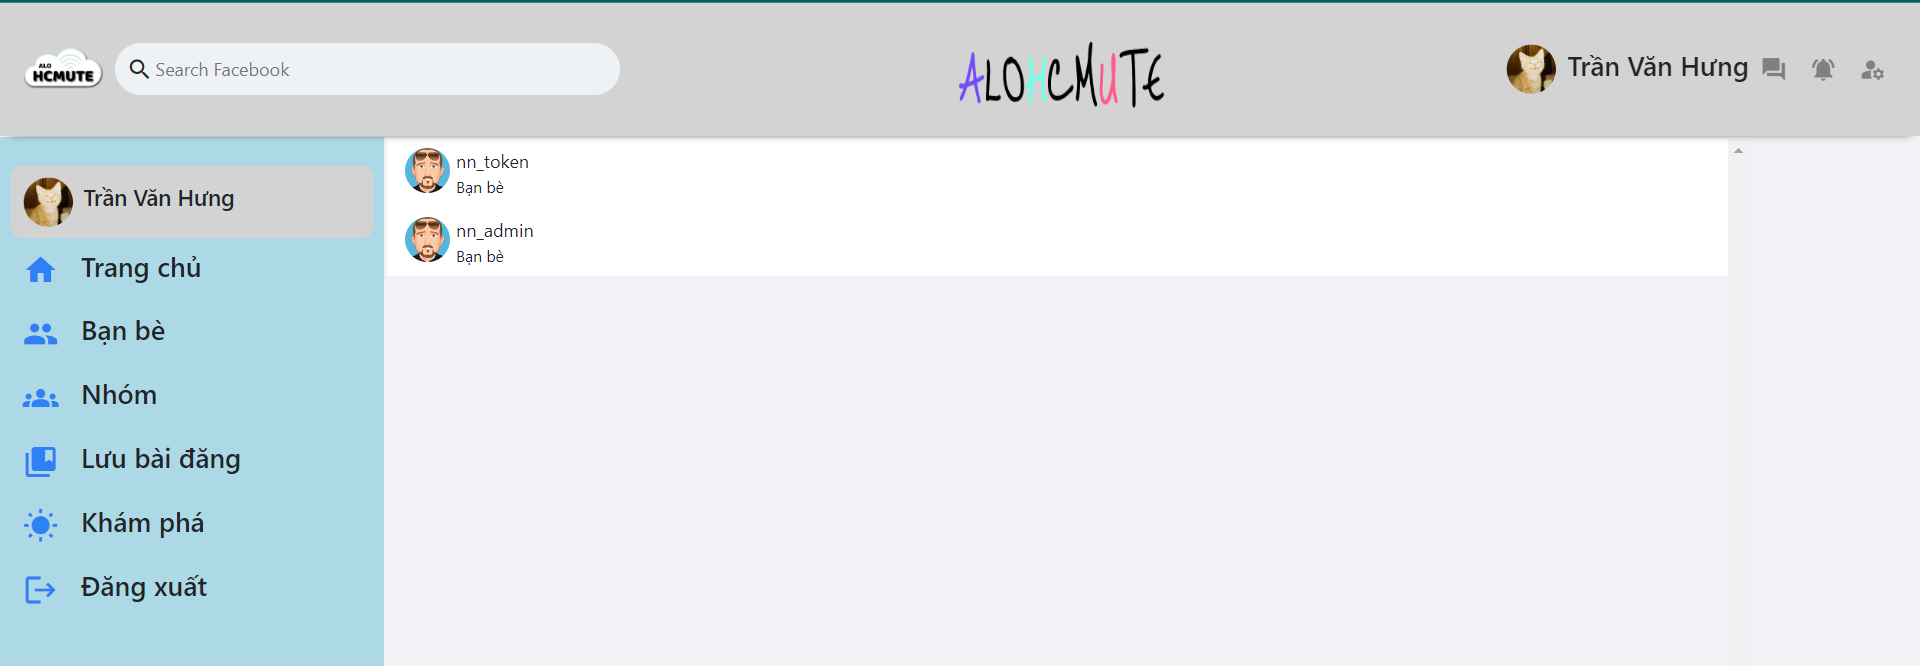 ALO
HCMUTE
Search Facebook
ALOHCMUTE
Trần Văn Hưng
Trần Văn Hưng
Trang chủ
Bạn bè
Nhóm
Lưu bài đăng
Khám phá
Đăng xuất
nn_token
Bạn bè
nn_admin
Bạn bè